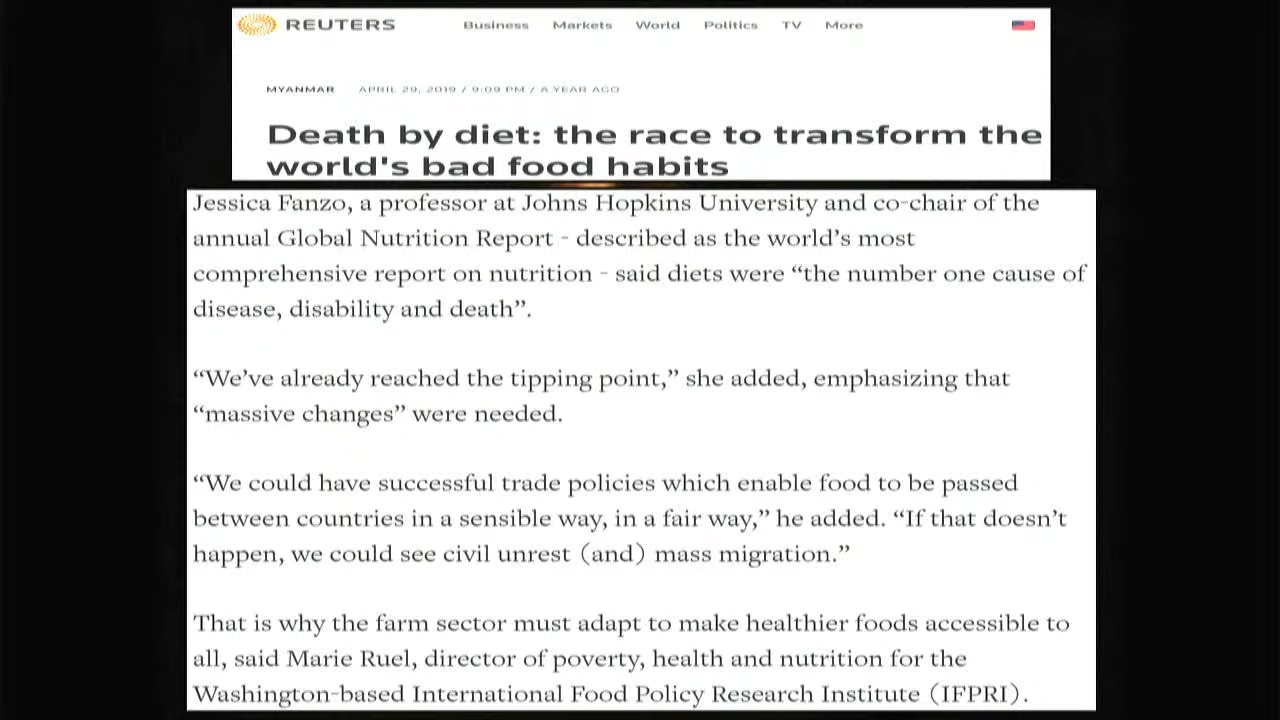 REUTERS Business Markets World Politics TV More
MYANMAR APRIL 29, 2019 / 9:09 PM / A YEAR AGO
Death by diet: the race to transform the
world's bad food habits
Jessica Fanzo, a professor at Johns Hopkins University and co-chair of the
annual Global Nutrition Report - described as the world’s most
comprehensive report on nutrition - said diets were “the number one cause of
disease, disability and death”.
“We’ve already reached the tipping point,” she added, emphasizing that
“massive changes” were needed.
“We could have successful trade policies which enable food to be passed
between countries in a sensible way, in a fair way,” he added. “If that doesn’t
happen, we could see civil unrest (and) mass migration.”
That is why the farm sector must adapt to make healthier foods accessible to
all, said Marie Ruel, director of poverty, health and nutrition for the
Washington-based International Food Policy Research Institute (IFPRI).